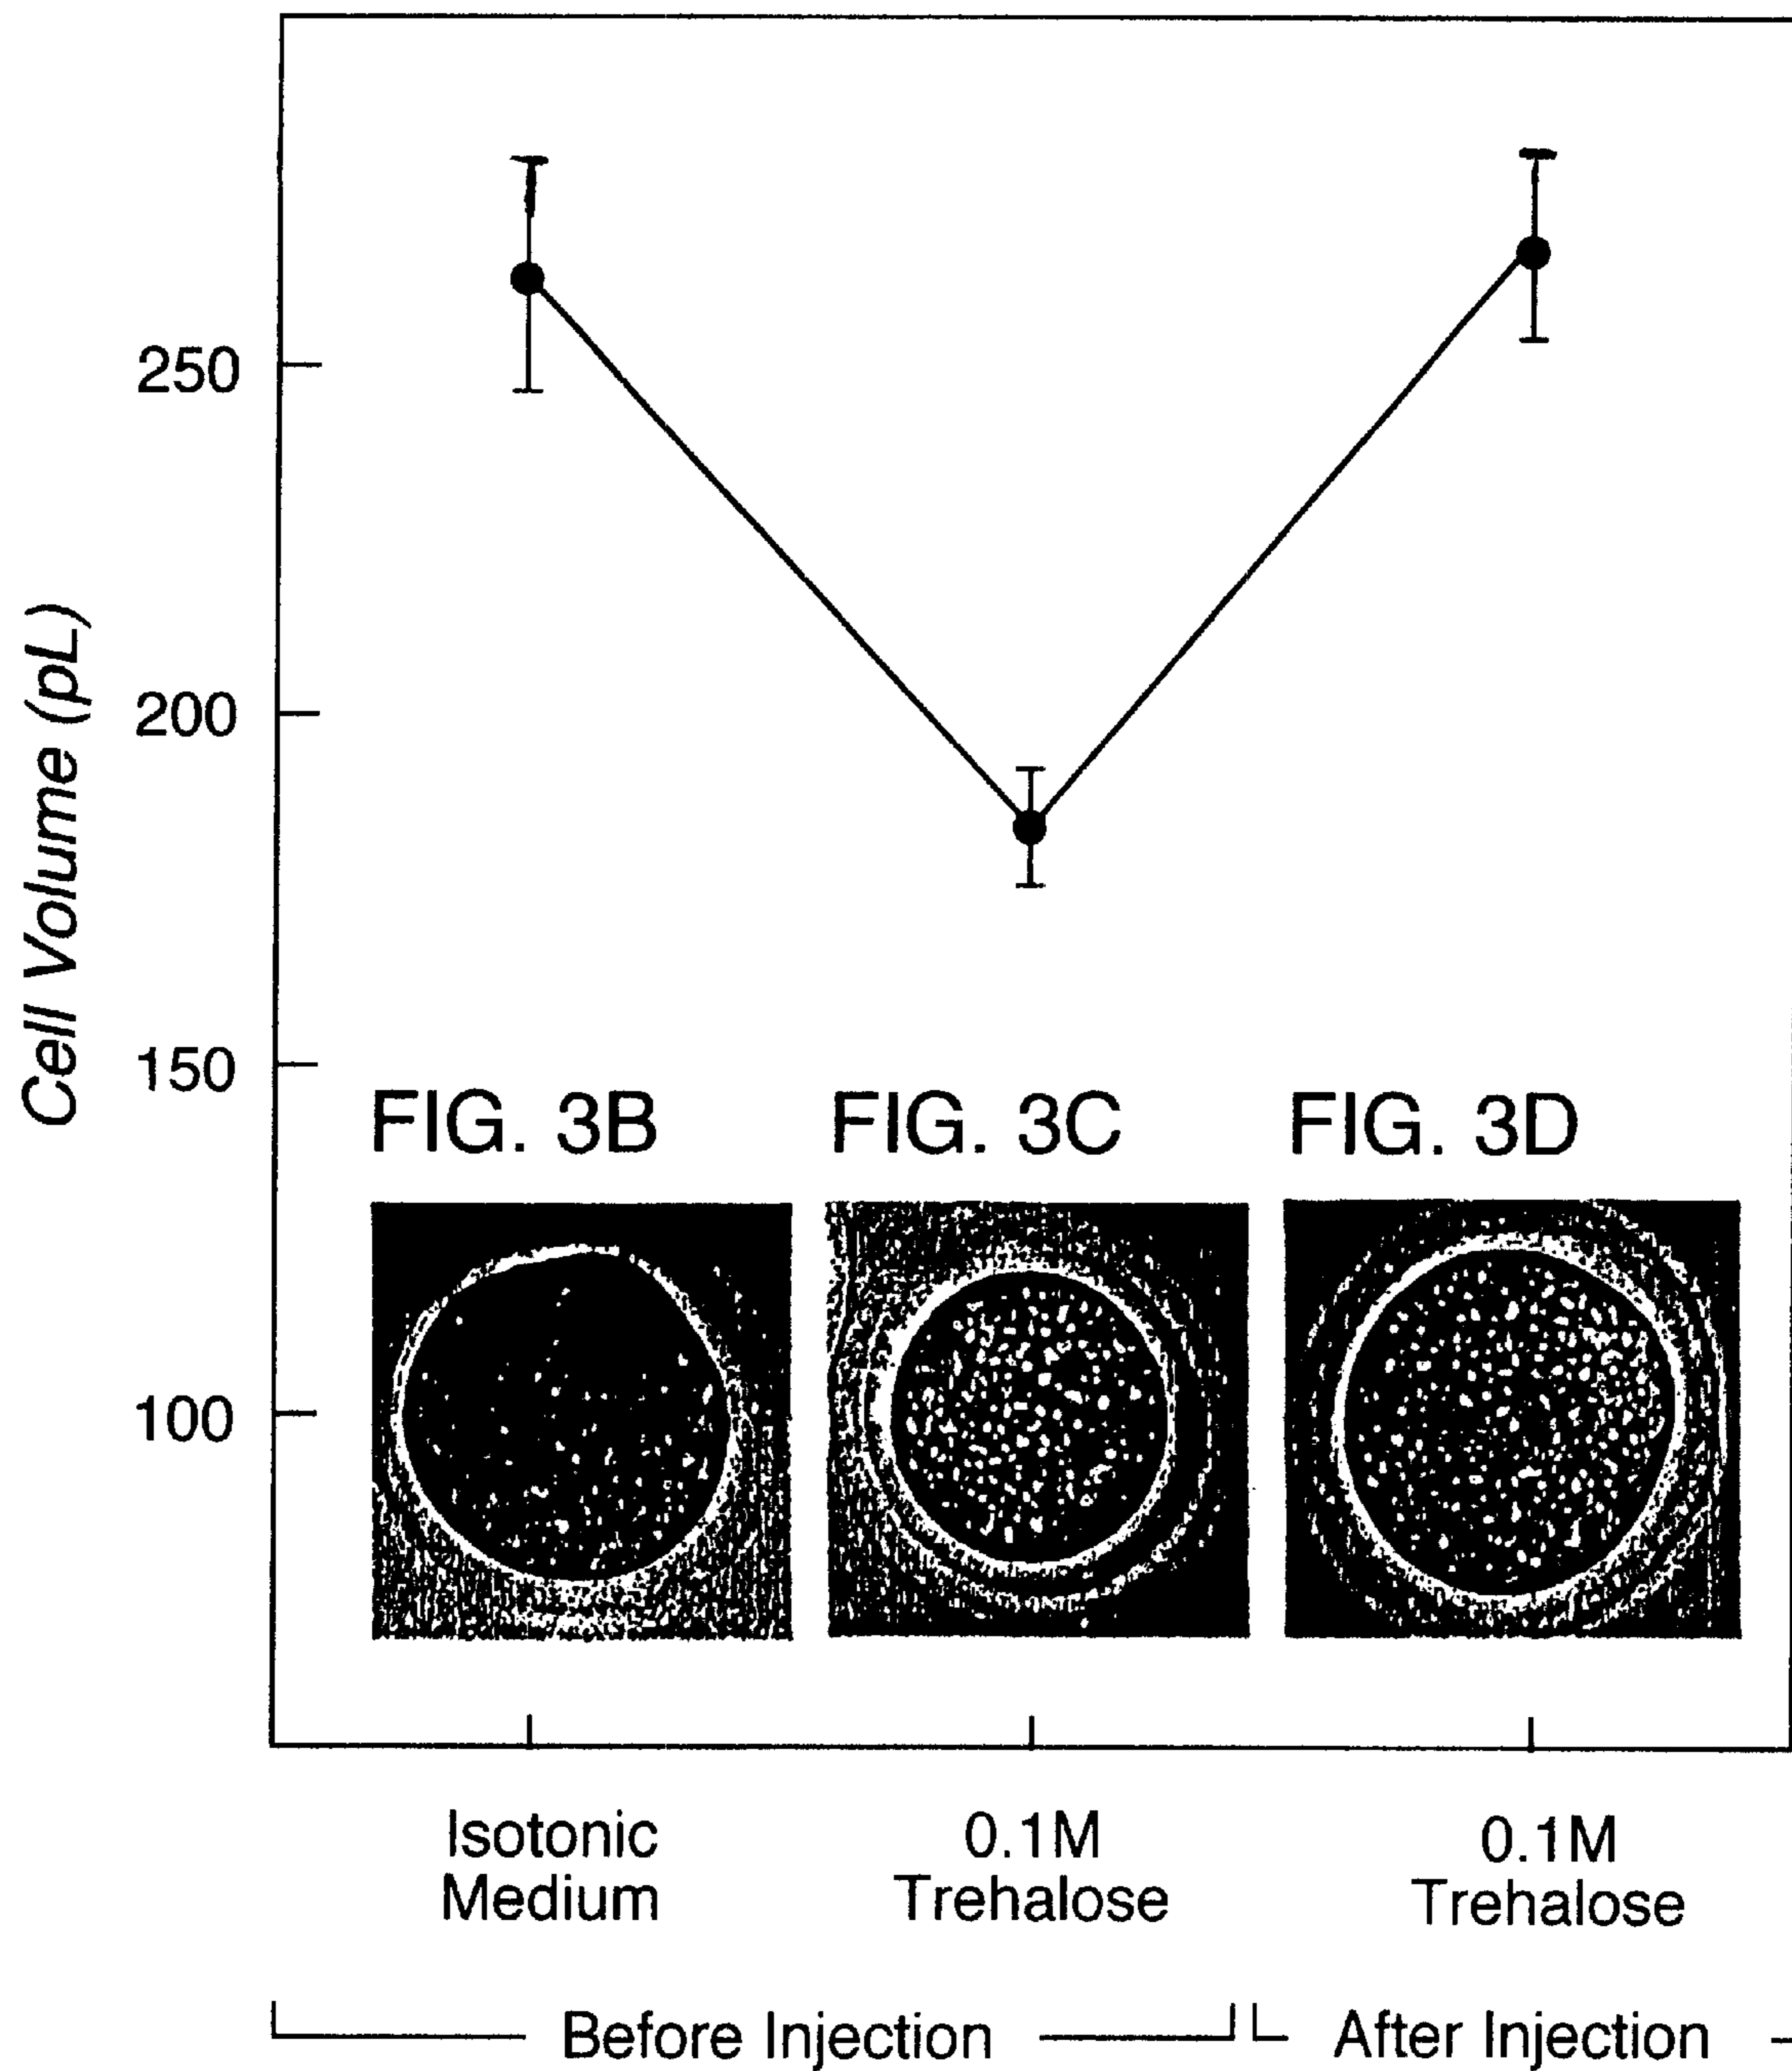 Cell Volume (pL)
250
200
150
100
FIG. 3B
FIG. 3C
FIG. 3D
Isotonic
Medium
0.1M
Trehalose
0.1M
Trehalose
Before Injection
After Injection